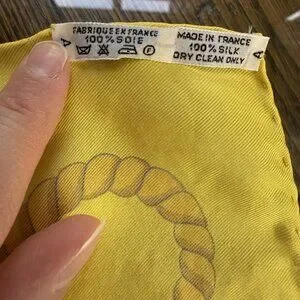 FABRIQUE EN FRANCE
100% SOIE
A
MADE IN FRANCE
100% SILK
DRY CLEAN ONLY
A